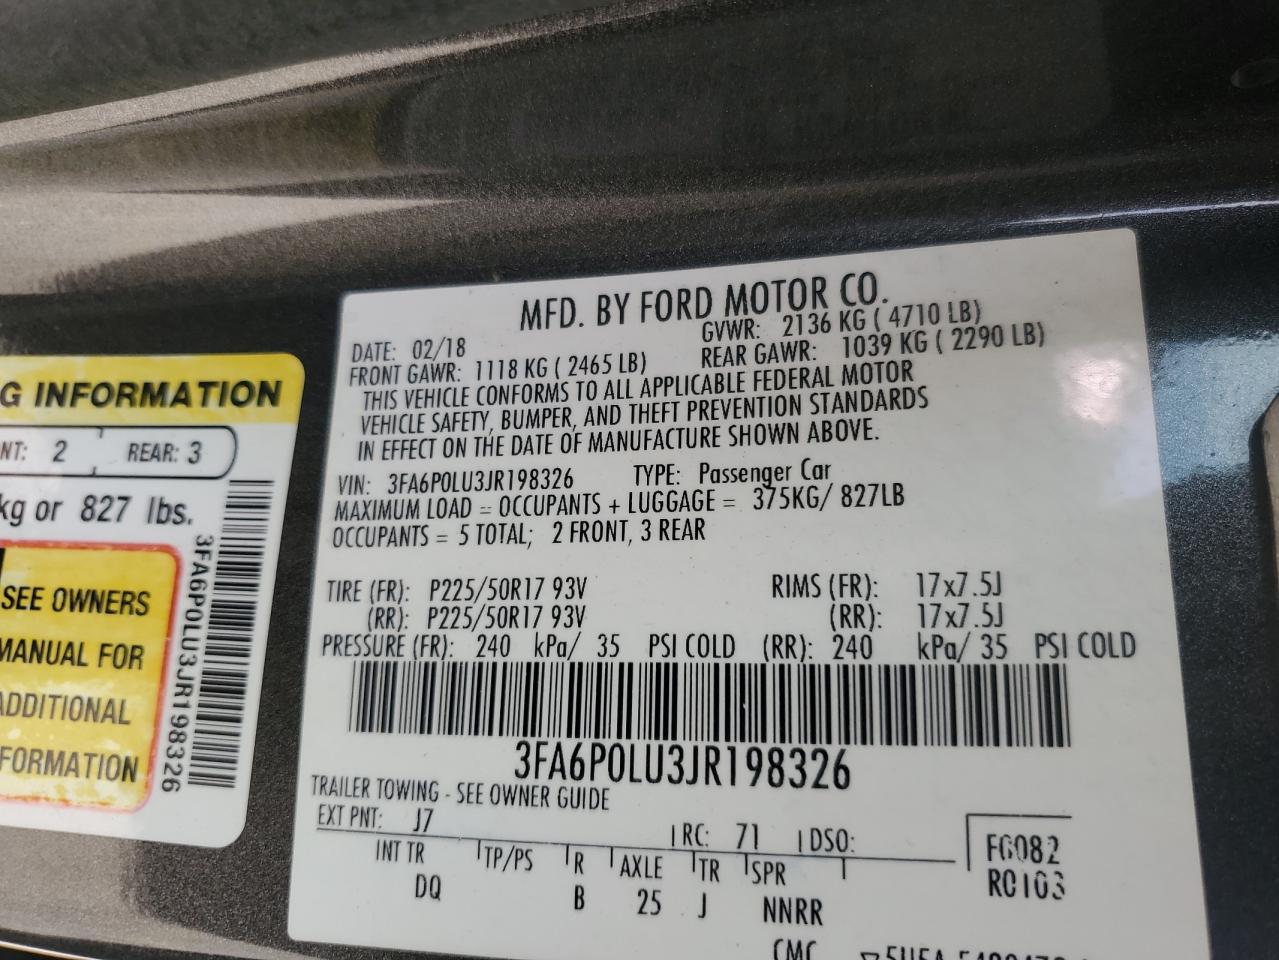 MFD. BY FORD MOTOR CO.
DATE: 02/18 GVWR: 2136 KG ( 4710 LB)
FRONT GAWR: 1118 KG ( 2465 LB) REAR GAWR: 1039 KG ( 2290 LB)
THIS VEHICLE CONFORMS TO ALL APPLICABLE FEDERAL MOTOR
VEHICLE SAFETY, BUMPER, AND THEFT PREVENTION STANDARDS
IN EFFECT ON THE DATE OF MANUFACTURE SHOWN ABOVE.
VIN: 3FA6P0LU3JR198326 TYPE: Passenger Car
MAXIMUM LOAD = OCCUPANTS + LUGGAGE = 375KG/ 827LB
OCCUPANTS = 5 TOTAL; 2 FRONT, 3 REAR
TIRE (FR): P225/50R17 93V RIMS (FR): 17x7.5J
(RR): P225/50R17 93V (RR): 17x7.5J
PRESSURE (FR): 240 kPa/ 35 PSI COLD (RR): 240 kPa/ 35 PSI COLD
3FA6P0LU3JR198326
TRAILER TOWING - SEE OWNER GUIDE
EXT PNT: J7 RC: 71 DSO:
INT TR TP/PS R AXLE TR SPR
DQ B 25 J NNRR
F0082
R0103
CMC
G INFORMATION
NT: 2 REAR: 3
kg or 827 lbs.
SEE OWNERS
MANUAL FOR
ADDITIONAL
FORMATION
3FA6P0LU3JR198326